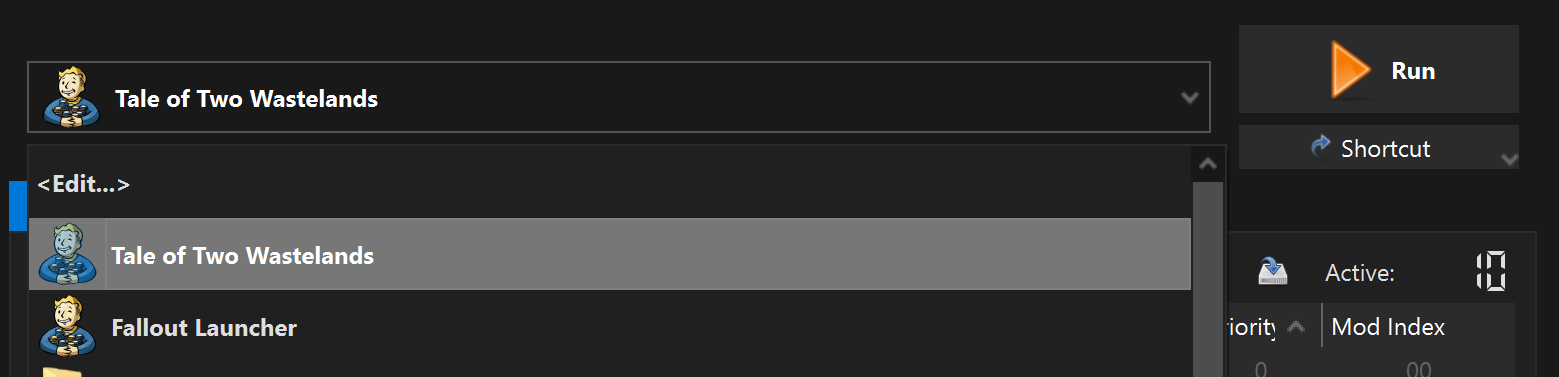 Tale of Two Wastelands
Run
Shortcut
<Edit...>
Tale of Two Wastelands
Active: 10
Fallout Launcher
iority
Mod Index
0
00